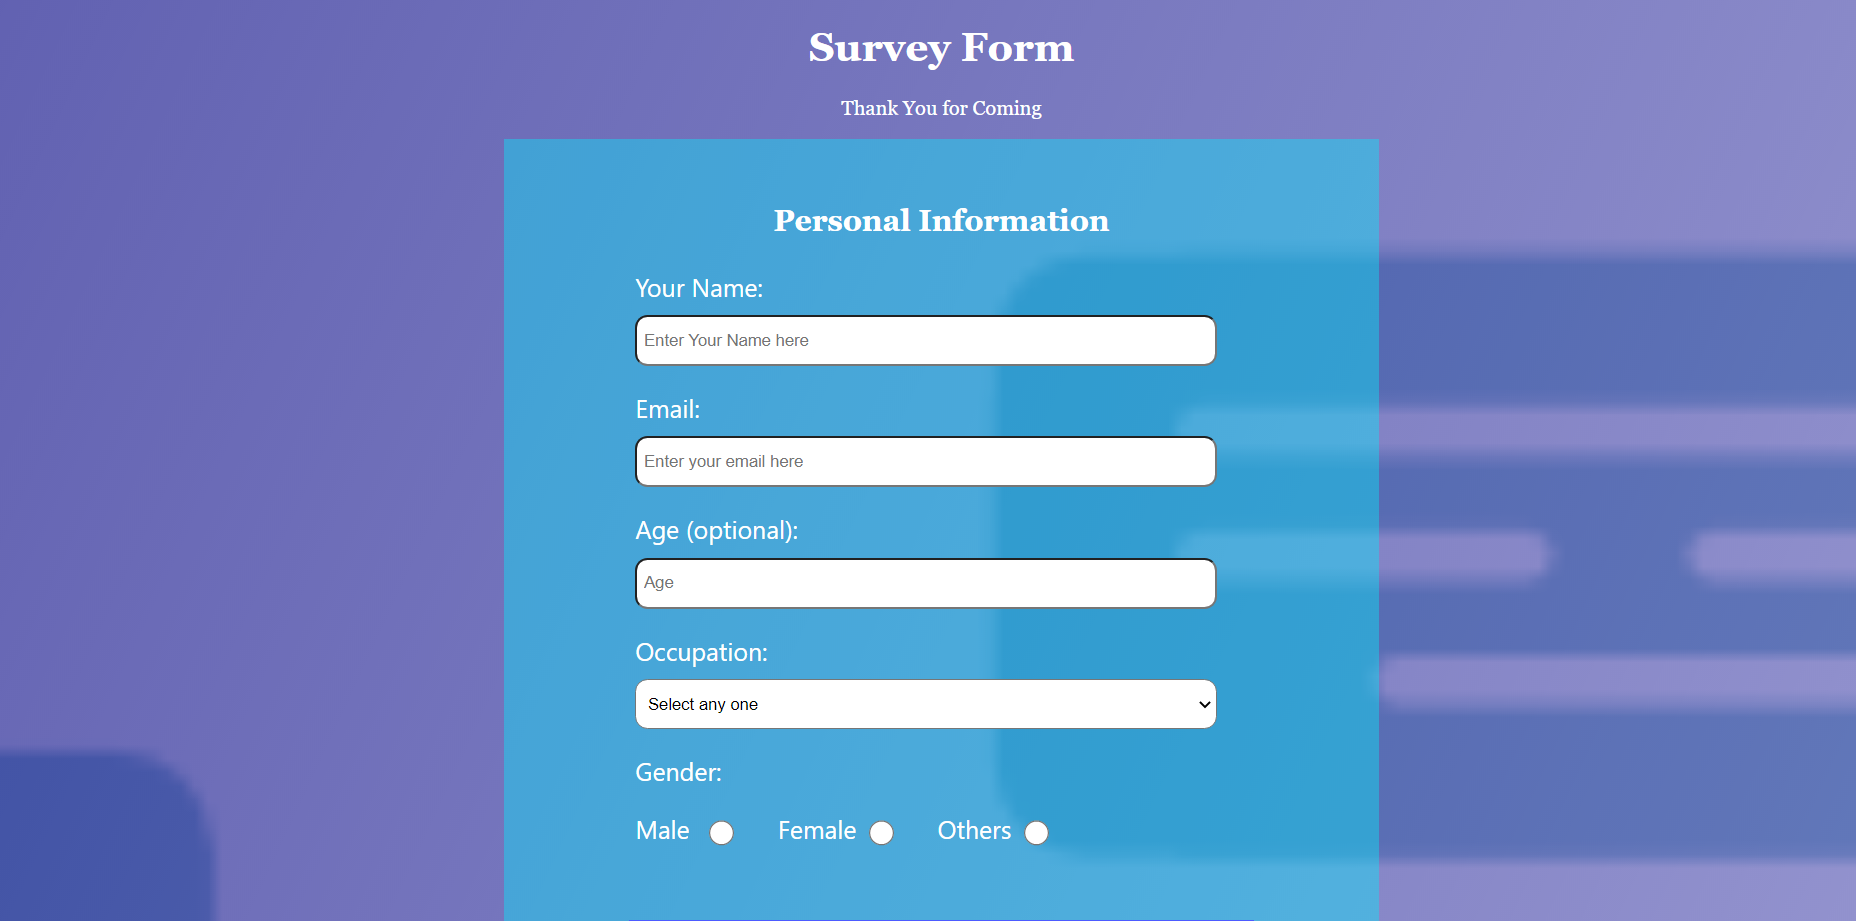 Survey Form
Thank You for Coming
Personal Information
Your Name:
Enter Your Name here
Email:
Enter your email here
Age (optional):
Age
Occupation:
Select any one
Gender:
Male Female Others